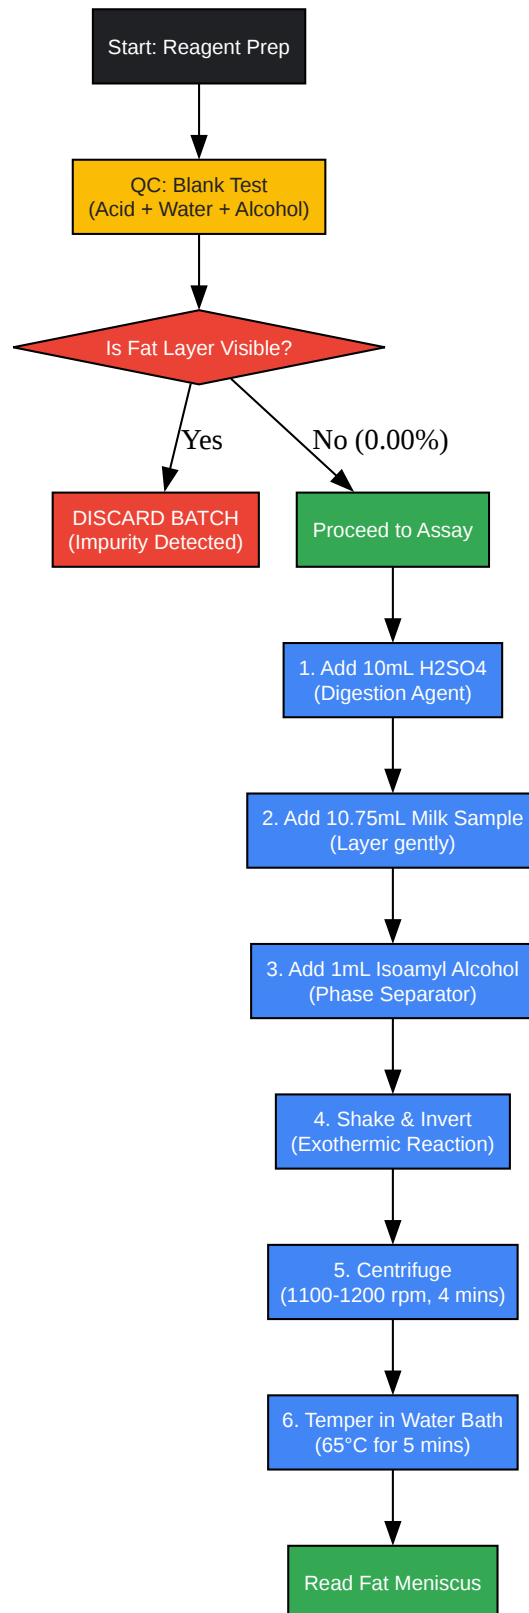 Start: Reagent Prep
QC: Blank Test
(Acid + Water + Alcohol)
Is Fat Layer Visible?
Yes
No (0.00%)
DISCARD BATCH
(Impurity Detected)
Proceed to Assay
1. Add 10mL H2SO4
(Digestion Agent)
2. Add 10.75mL Milk Sample
(Layer gently)
3. Add 1mL Isoamyl Alcohol
(Phase Separator)
4. Shake & Invert
(Exothermic Reaction)
5. Centrifuge
(1100-1200 rpm, 4 mins)
6. Temper in Water Bath
(65°C for 5 mins)
Read Fat Meniscus